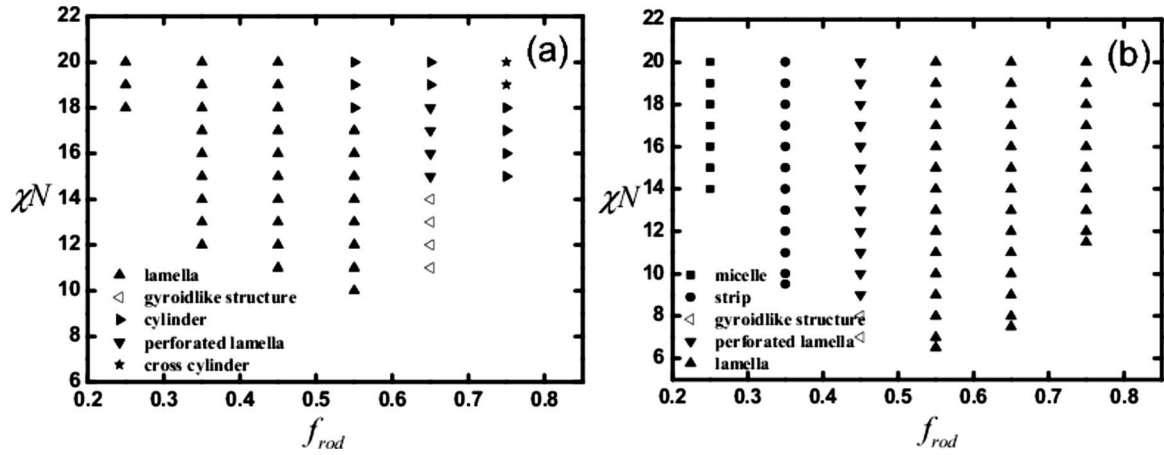 (a)
22
20
18
16
14
12
10
8
6
χN
lamella
gyroidlike structure
cylinder
perforated lamella
cross cylinder
0.2 0.3 0.4 0.5 0.6 0.7 0.8
f_rod
(b)
22
20
18
16
14
12
10
8
6
χN
micelle
strip
gyroidlike structure
perforated lamella
lamella
0.2 0.3 0.4 0.5 0.6 0.7 0.8
f_rod